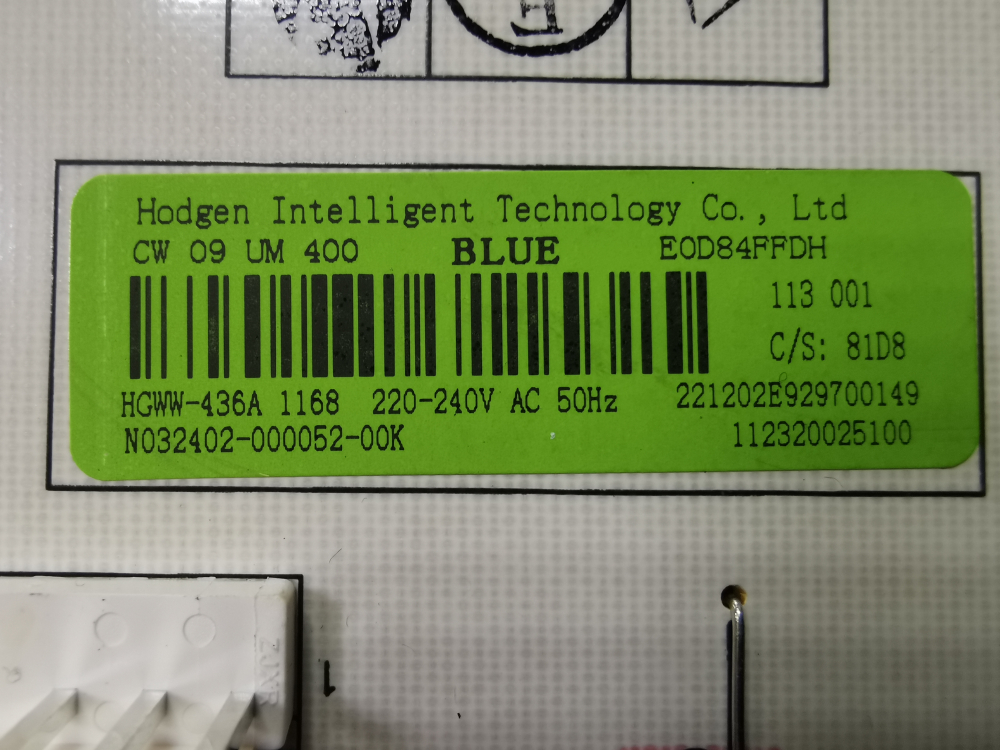 H
Hodgen Intelligent Technology Co., Ltd
CW 09 UM 400 BLUE E0D84FFDH
113 001
C/S: 81D8
HGWW-436A 1168 220-240V AC 50Hz 221202E929700149
N032402-000052-00K 112320025100
1